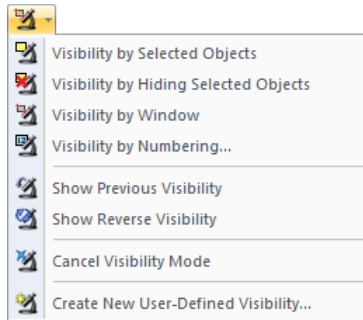 Visibility by Selected Objects
Visibility by Hiding Selected Objects
Visibility by Window
Visibility by Numbering...
Show Previous Visibility
Show Reverse Visibility
Cancel Visibility Mode
Create New User-Defined Visibility...